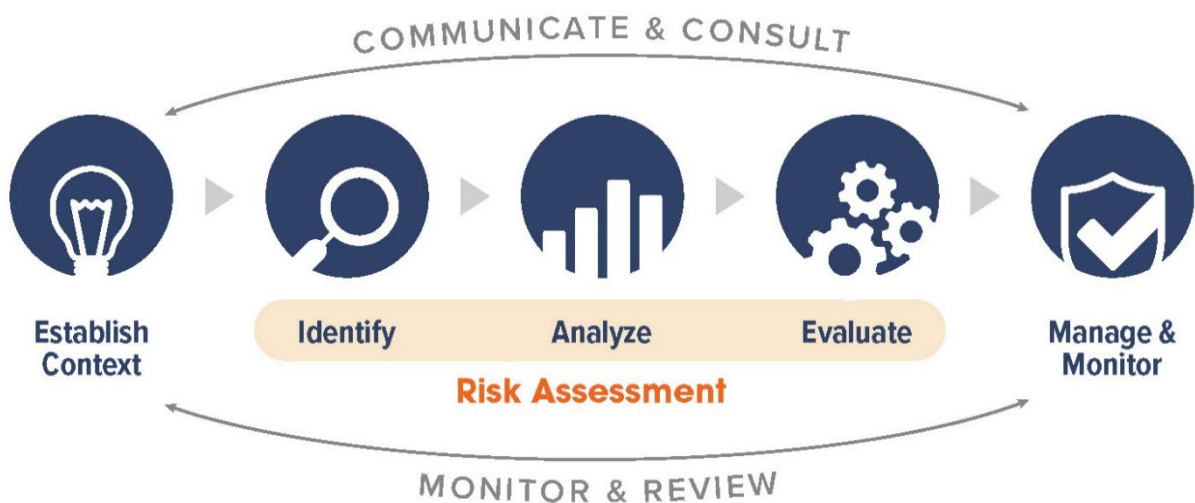 COMMUNICATE & CONSULT
Establish
Context
Identify
Analyze
Evaluate
Manage &
Monitor
Risk Assessment
MONITOR & REVIEW